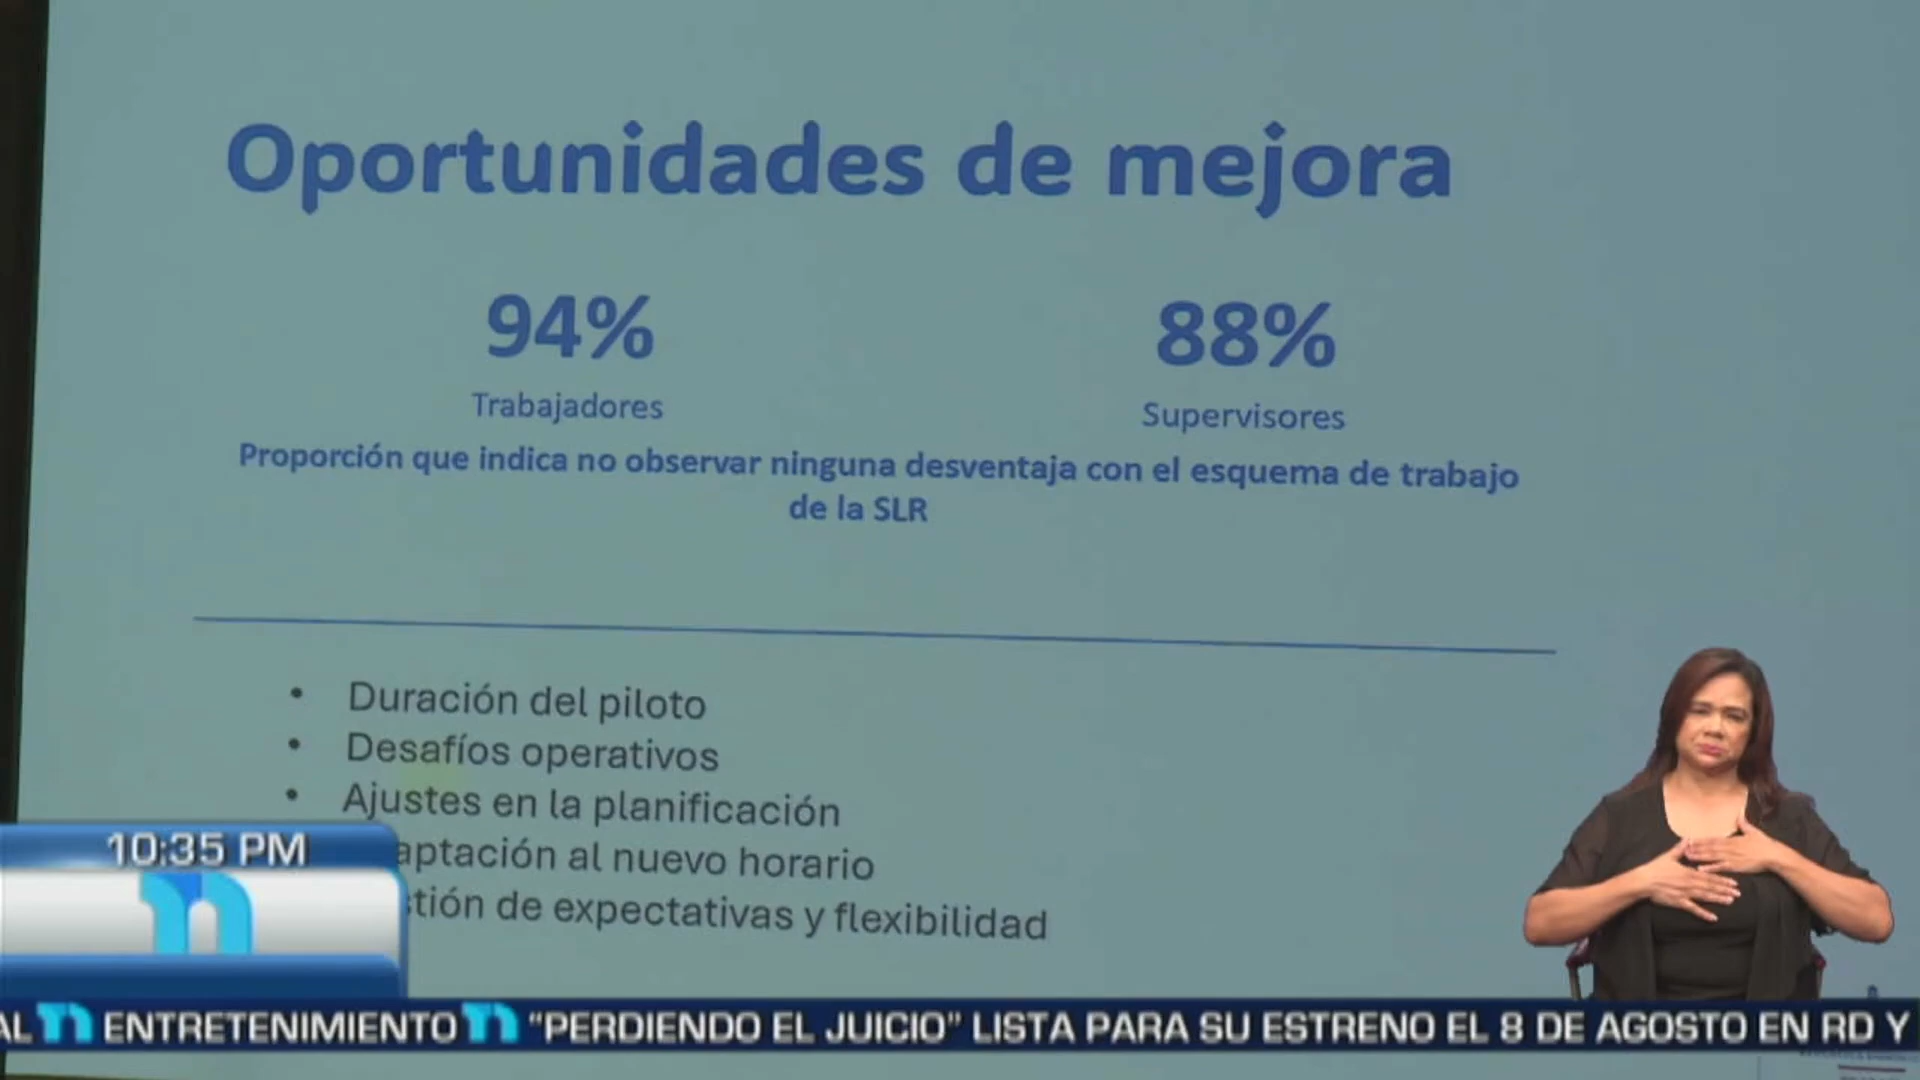 Oportunidades de mejora
94%
Trabajadores
88%
Supervisores
Proporción que indica no observar ninguna desventaja con el esquema de trabajo
de la SLR
• Duración del piloto
• Desafíos operativos
• Ajustes en la planificación
aptación al nuevo horario
stión de expectativas y flexibilidad
10:35 PM
AL n ENTRETENIMIENTO n “PERDIENDO EL JUICIO” LISTA PARA SU ESTRENO EL 8 DE AGOSTO EN RD Y